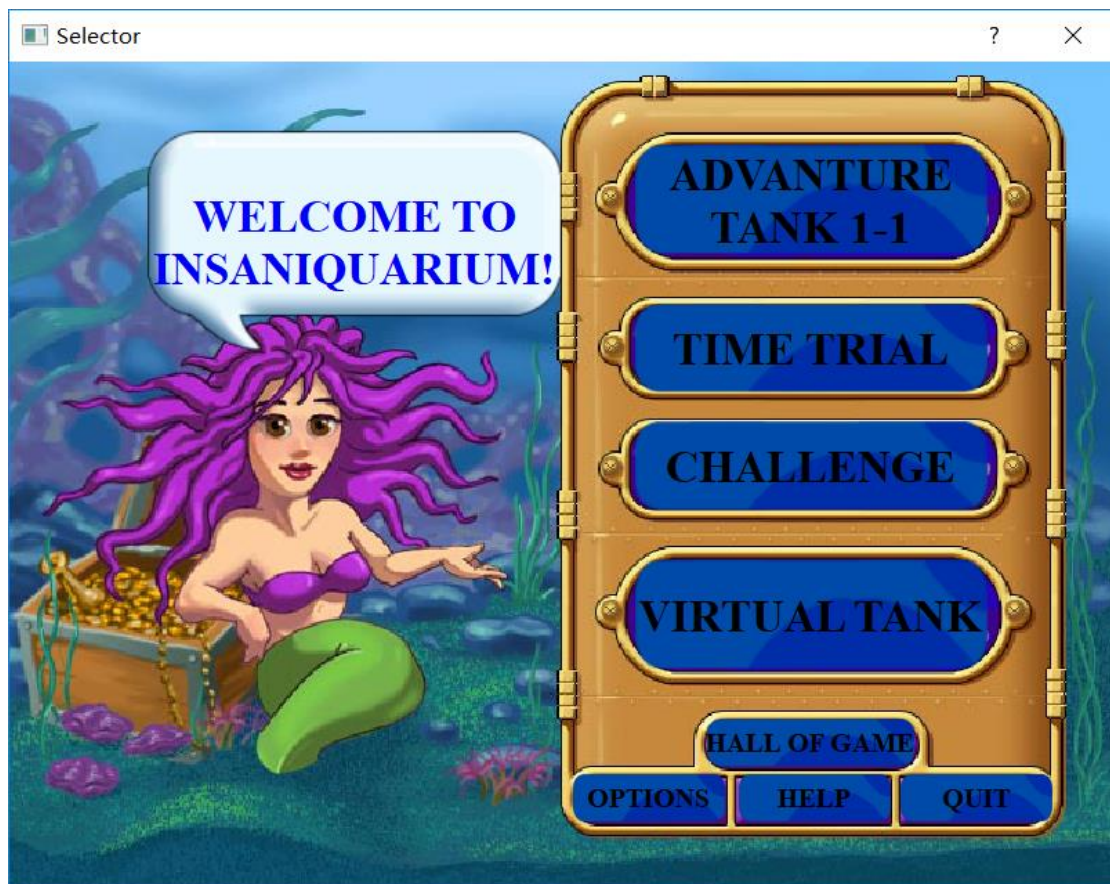 Selector
WELCOME TO
INSANIQUARIUM!
ADVANTURE
TANK 1-1
TIME TRIAL
CHALLENGE
VIRTUAL TANK
HALL OF GAME
OPTIONS
HELP
QUIT